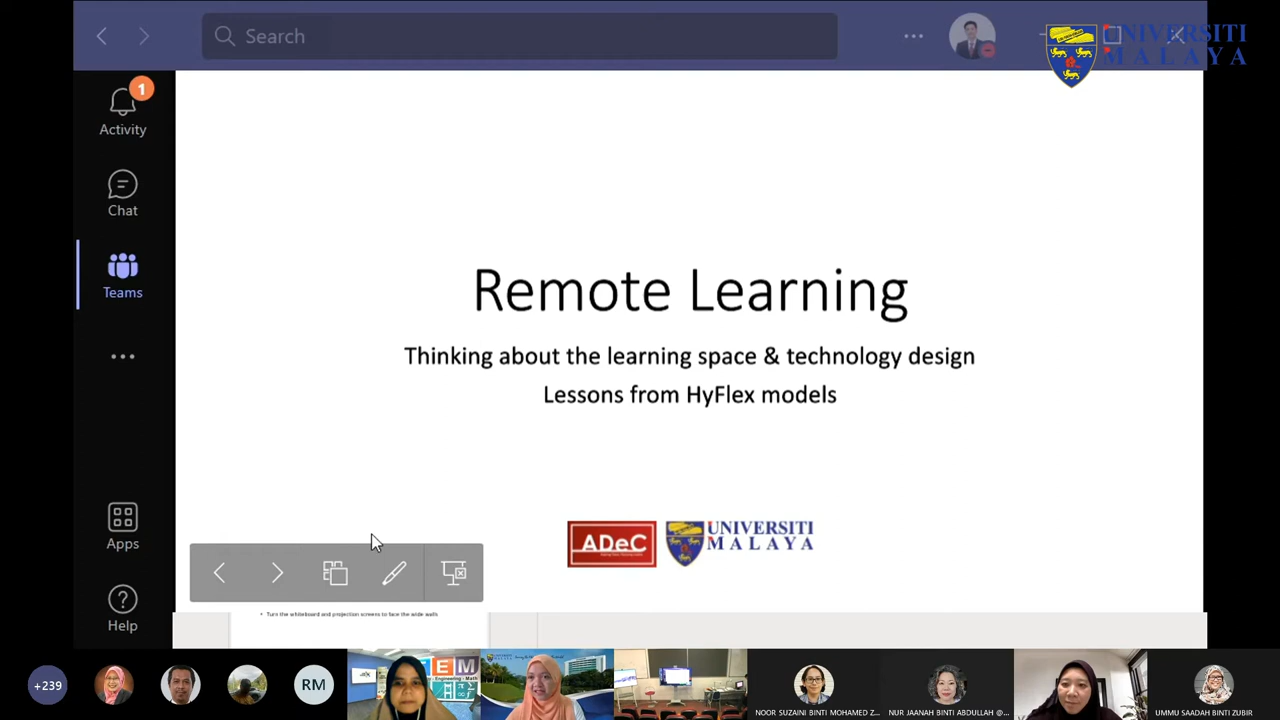 Search
UNIVERSITI
MALAYA
1
Activity
Chat
Teams
Apps
Help
Remote Learning
Thinking about the learning space & technology design
Lessons from HyFlex models
ADeC
UNIVERSITI
MALAYA
• Turn the whiteboard and projection screens to face the wide walls
+239
RM
EM
Engineering
NOOR SUZAINI BINTI MOHAMED Z...
NUR JAANAH BINTI ABDULLAH @...
UMMU SAADAH BINTI ZUBIR